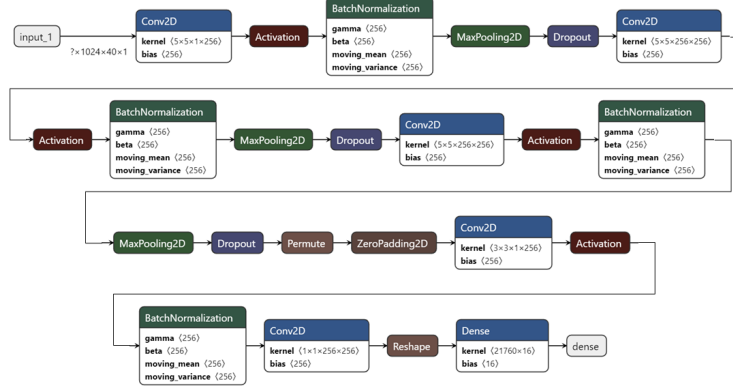 input_1
?×1024×40×1
Conv2D
kernel ⟨5×5×1×256⟩
bias ⟨256⟩
Activation
BatchNormalization
gamma ⟨256⟩
beta ⟨256⟩
moving_mean ⟨256⟩
moving_variance ⟨256⟩
MaxPooling2D
Dropout
Conv2D
kernel ⟨5×5×256×256⟩
bias ⟨256⟩
Activation
BatchNormalization
gamma ⟨256⟩
beta ⟨256⟩
moving_mean ⟨256⟩
moving_variance ⟨256⟩
MaxPooling2D
Dropout
Conv2D
kernel ⟨5×5×256×256⟩
bias ⟨256⟩
Activation
BatchNormalization
gamma ⟨256⟩
beta ⟨256⟩
moving_mean ⟨256⟩
moving_variance ⟨256⟩
MaxPooling2D
Dropout
Permute
ZeroPadding2D
Conv2D
kernel ⟨3×3×1×256⟩
bias ⟨256⟩
Activation
BatchNormalization
gamma ⟨256⟩
beta ⟨256⟩
moving_mean ⟨256⟩
moving_variance ⟨256⟩
Conv2D
kernel ⟨1×1×256×256⟩
bias ⟨256⟩
Reshape
Dense
kernel ⟨21760×16⟩
bias ⟨16⟩
dense